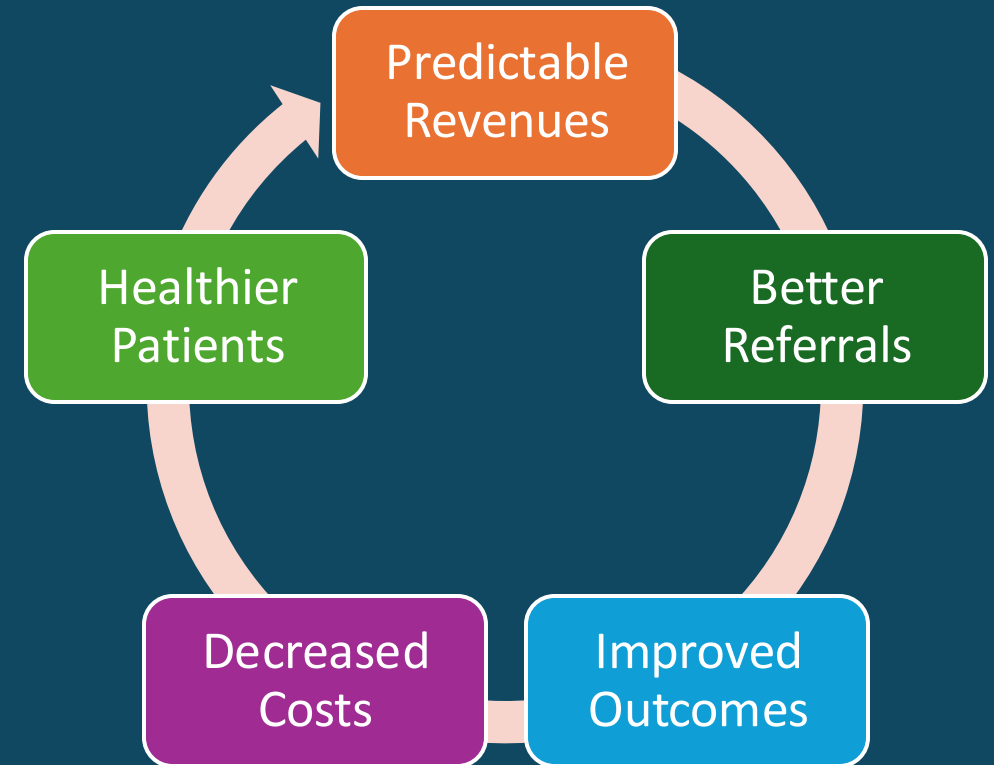 Predictable
Revenues
Better
Referrals
Improved
Outcomes
Decreased
Costs
Healthier
Patients